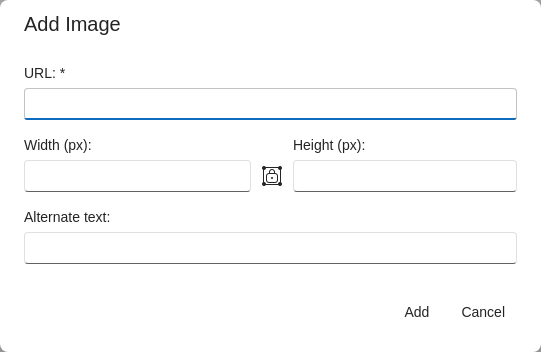 Add Image
URL: *
Width (px):
Height (px):
Alternate text:
Add
Cancel